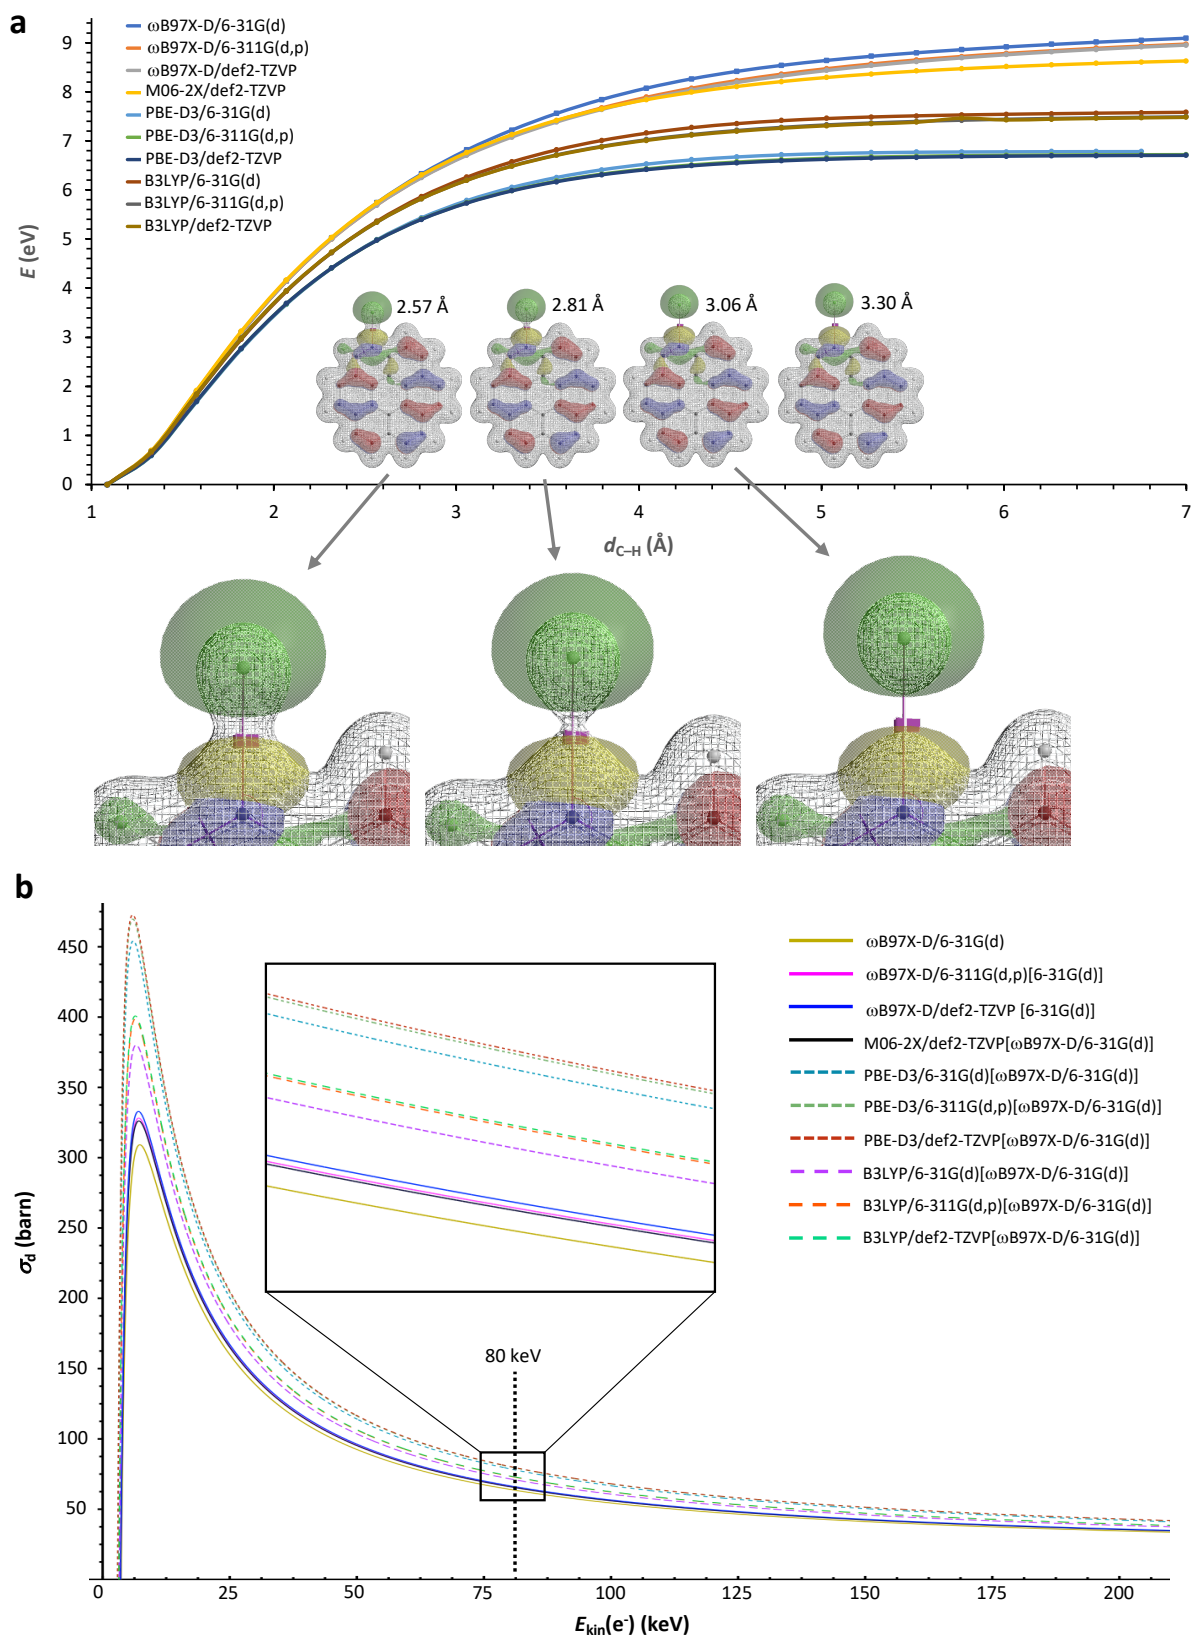 a
ωB97X-D/6-31G(d)
ωB97X-D/6-311G(d,p)
ωB97X-D/def2-TZVP
M06-2X/def2-TZVP
PBE-D3/6-31G(d)
PBE-D3/6-311G(d,p)
PBE-D3/def2-TZVP
B3LYP/6-31G(d)
B3LYP/6-311G(d,p)
B3LYP/def2-TZVP
9
8
7
6
5
4
3
2
1
0
E (eV)
2.57 Å
2.81 Å
3.06 Å
3.30 Å
1
2
3
4
5
6
7
dC–H (Å)
b
450
400
350
300
250
200
150
100
50
σd (barn)
ωB97X-D/6-31G(d)
ωB97X-D/6-311G(d,p)[6-31G(d)]
ωB97X-D/def2-TZVP [6-31G(d)]
M06-2X/def2-TZVP[ωB97X-D/6-31G(d)]
PBE-D3/6-31G(d)[ωB97X-D/6-31G(d)]
PBE-D3/6-311G(d,p)[ωB97X-D/6-31G(d)]
PBE-D3/def2-TZVP[ωB97X-D/6-31G(d)]
B3LYP/6-31G(d)[ωB97X-D/6-31G(d)]
B3LYP/6-311G(d,p)[ωB97X-D/6-31G(d)]
B3LYP/def2-TZVP[ωB97X-D/6-31G(d)]
80 keV
0
25
50
75
100
125
150
175
200
Ekin(e-) (keV)